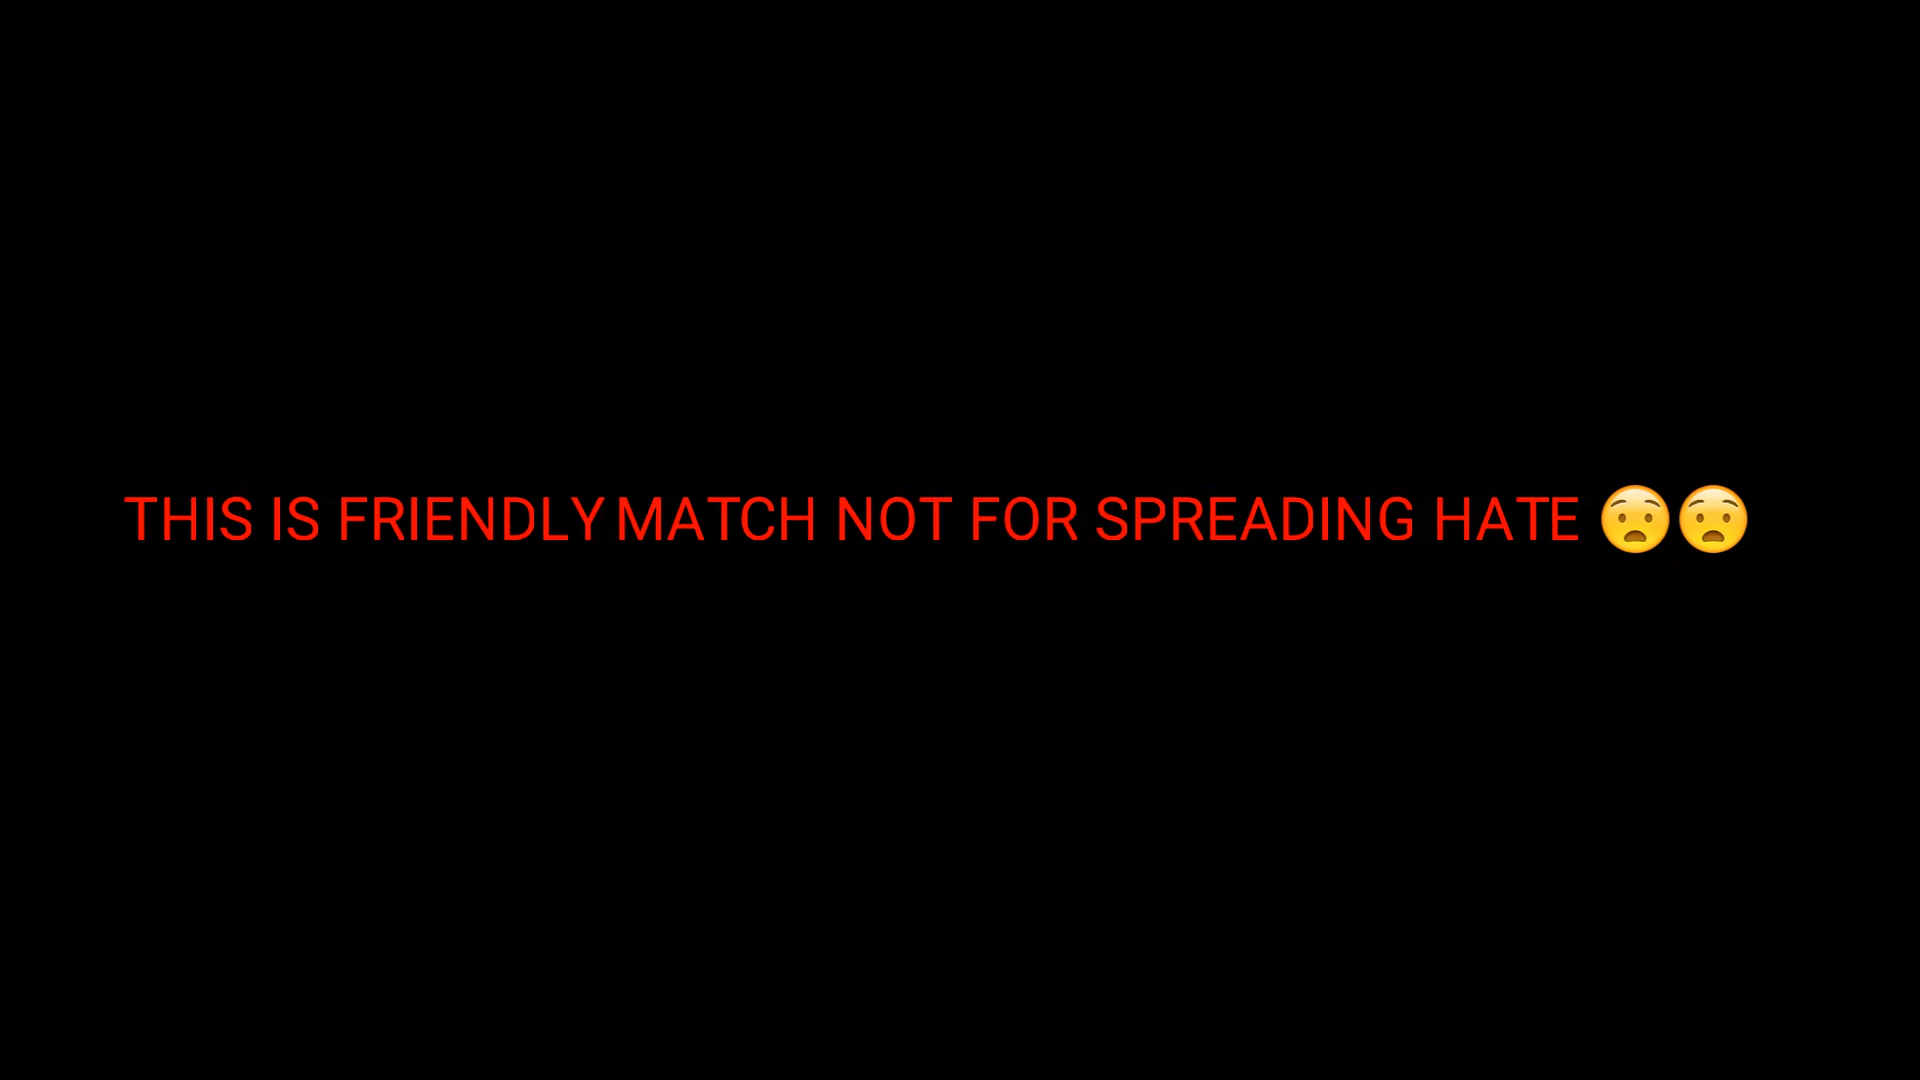 THIS IS FRIENDLY MATCH NOT FOR SPREADING HATE 😧😧